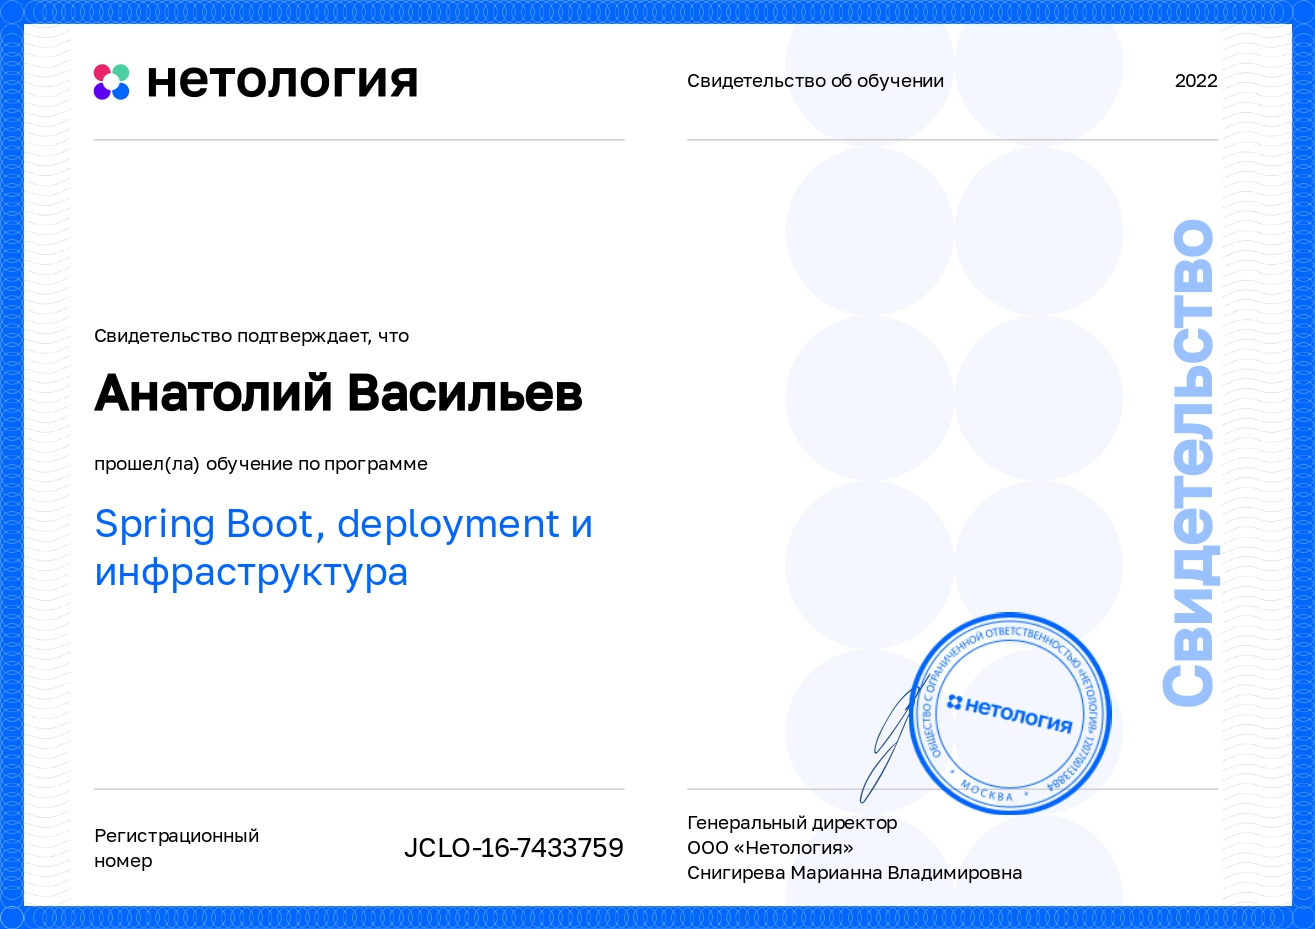 нетология
Свидетельство об обучении
2022
Свидетельство подтверждает, что
Анатолий Васильев
прошел(ла) обучение по программе
Spring Boot, deployment и
инфраструктура
Свидетельство
ОБЩЕСТВО С ОГРАНИЧЕННОЙ ОТВЕТСТВЕННОСТЬЮ «НЕТОЛОГИЯ» 1207700133884
нетология
* МОСКВА *
Регистрационный
номер
JCLO-16-7433759
Генеральный директор
ООО «Нетология»
Снигирева Марианна Владимировна